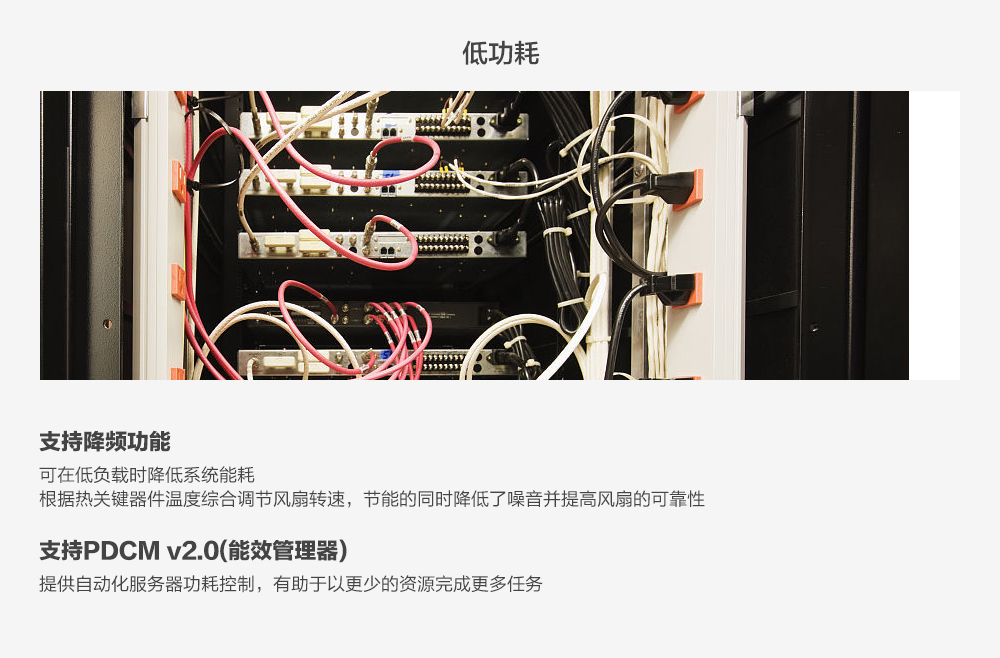 低功耗
支持降频功能
可在低负载时降低系统能耗
根据热关键器件温度综合调节风扇转速，节能的同时降低了噪音并提高风扇的可靠性
支持PDCM v2.0(能效管理器)
提供自动化服务器功耗控制，有助于以更少的资源完成更多任务